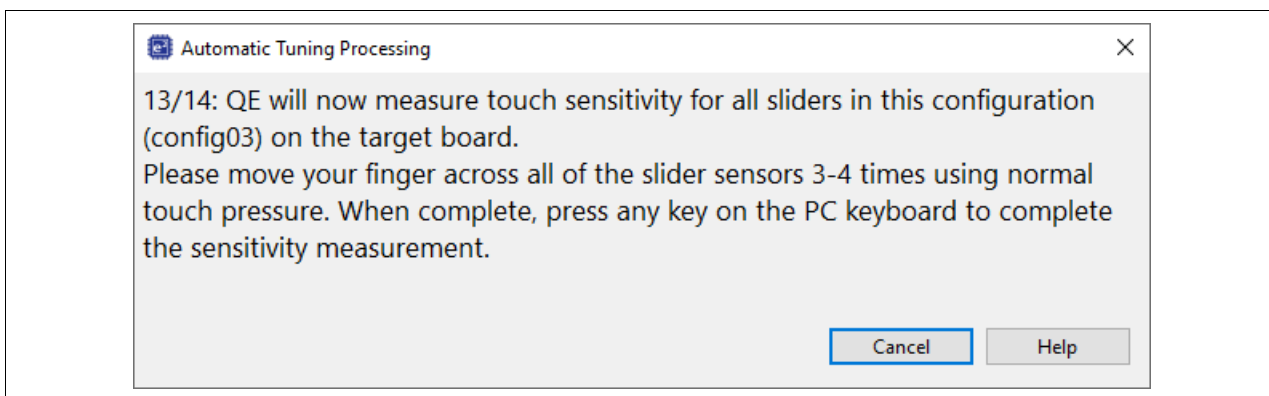 Automatic Tuning Processing
13/14: QE will now measure touch sensitivity for all sliders in this configuration
(config03) on the target board.
Please move your finger across all of the slider sensors 3-4 times using normal
touch pressure. When complete, press any key on the PC keyboard to complete
the sensitivity measurement.
Cancel Help